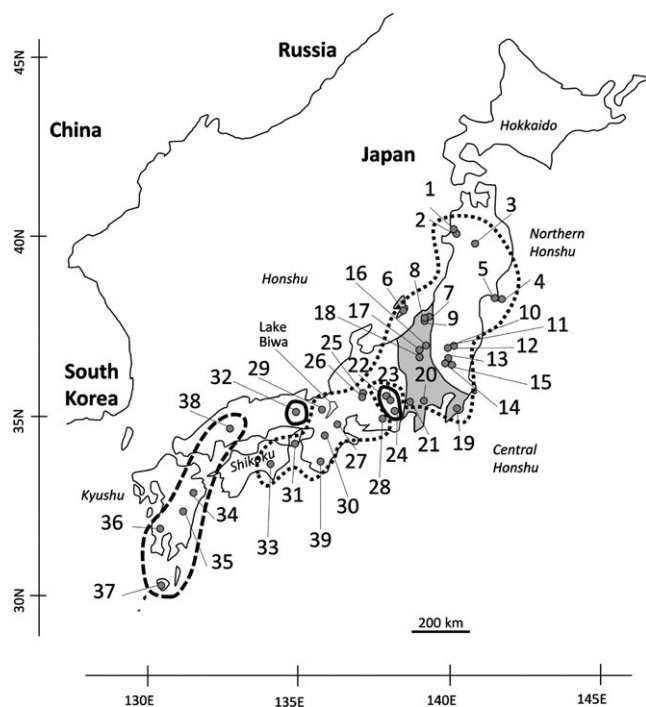 45N
Russia
China
Hokkaido
Japan
1
2
3
40N
Northern
Honshu
Honshu
6
8
7
5
4
16
17
9
10
11
18
Lake
Biwa
12
25
13
26
22
23
20
15
South
Korea
29
32
14
35N
38
21
19
24
Central
Honshu
27
28
Shikoku
Kyushu
31
30
34
33
39
36
35
37
30N
200 km
130E
135E
140E
145E